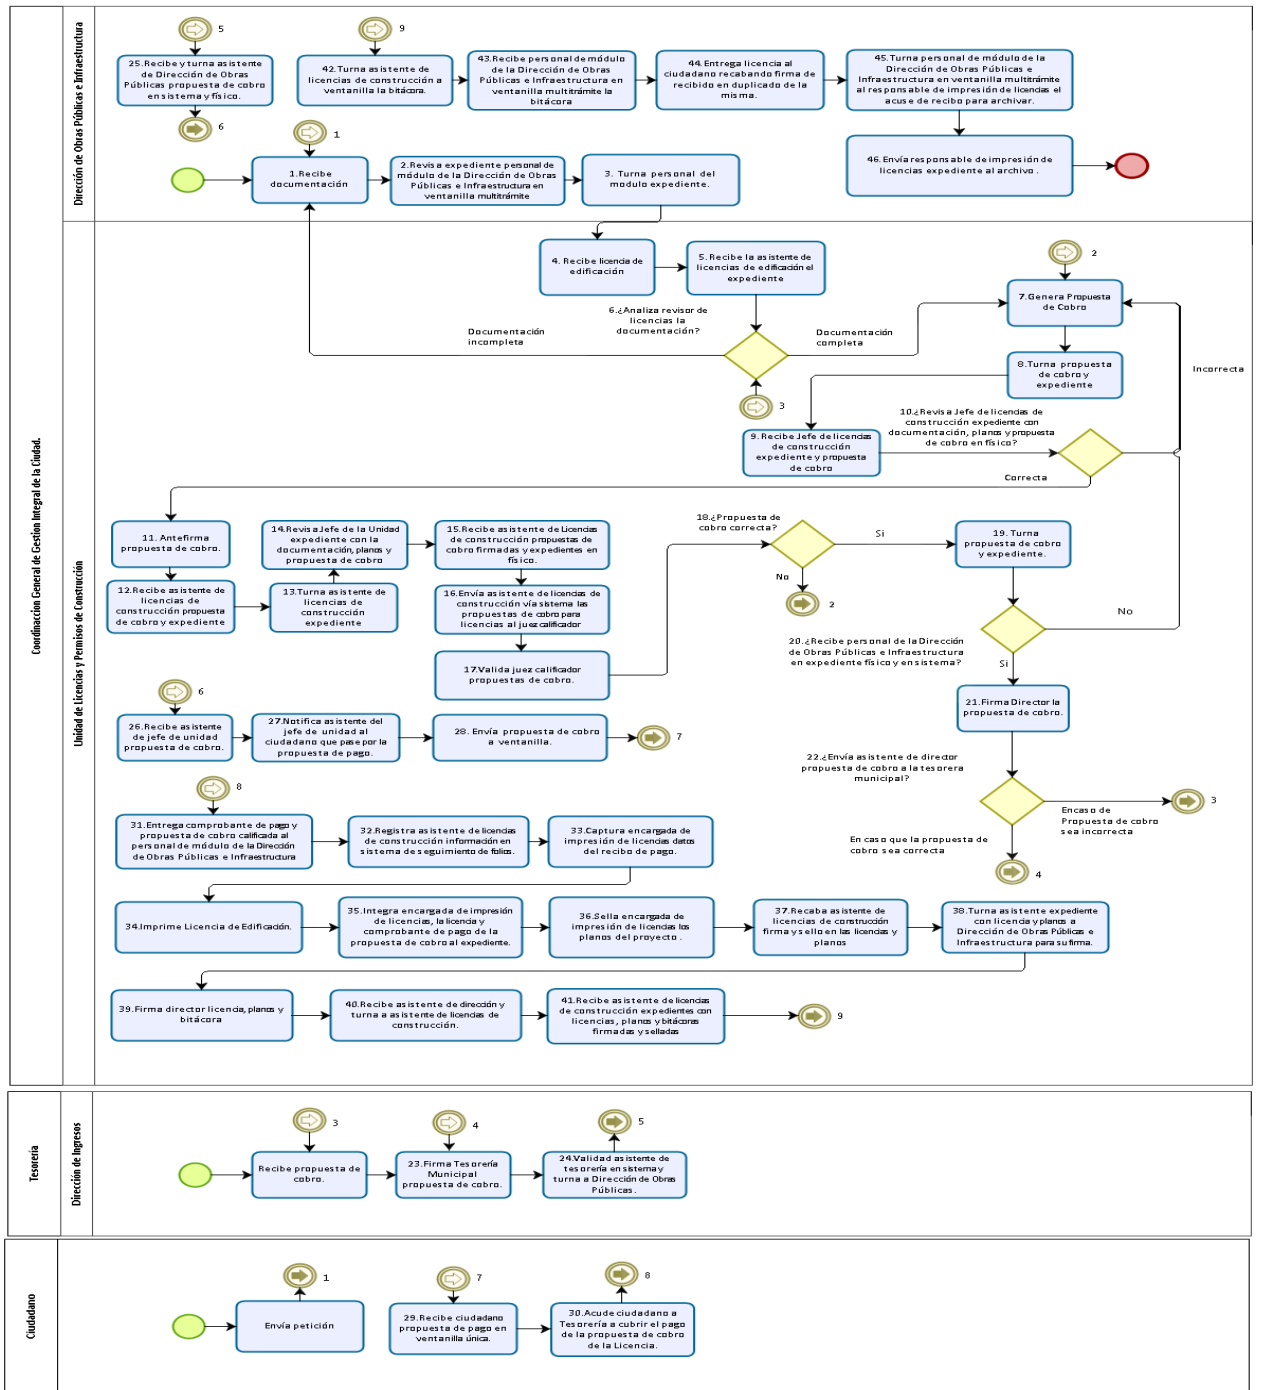 Coordinaccion General de Gestion Integral de la Ciudad.
Dirección de Obras Públicas e Infraestructura
5
25.Recibe y turna asistente
de Dirección de Obras
Públicas propuesta de cobro
en sistema y físico.
6
9
42.Turna asistente de
licencias de construcción a
ventanilla la bitácora.
43.Recibe personal de módulo
de la Dirección de Obras
Públicas e Infraestructura en
ventanilla multitrámite la
bitácora
44.Entrega licencia al
ciudadano recabando firma de
recibido en duplicado de la
misma.
45.Turna personal de módulo de la
Dirección de Obras Públicas e
Infraestructura en ventanilla multitrámite
al responsable de impresión de licencias el
acuse de recibo para archivar.
46.Envía responsable de impresión de
licencias expediente al archivo .
1
1.Recibe
documentación
2.Revisa expediente personal de
módulo de la Dirección de Obras
Públicas e Infraestructura en
ventanilla multitrámite
3. Turna personal del
modulo expediente.
Unidad de Licencias y Permisos de Construcción
4. Recibe licencia de
edificación
5. Recibe la asistente de
licencias de edificación el
expediente
6.¿Analiza revisor de
licencias la
documentación?
Documentación
incompleta
Documentación
completa
3
2
7.Genera Propuesta
de Cobro
8.Turna propuesta
de cobro y
expediente
Incorrecta
9. Recibe Jefe de licencias
de construcción
expediente y propuesta
de cobro
10.¿Revisa Jefe de licencias de
construcción expediente con
documentación, planos y propuesta
de cobro en físico?
Correcta
11. Antefirma
propuesta de cobro.
12.Recibe asistente de
licencias de
construcción propuesta
de cobro y expediente
13.Turna asistente de
licencias de
construcción
expediente
14.Revisa Jefe de la Unidad
expediente con la
documentación, planos y
propuesta de cobro
15.Recibe asistente de Licencias
de construcción propuestas de
cobro firmadas y expedientes en
físico.
16.Envía asistente de licencias de
construcción vía sistema las
propuestas de cobro para
licencias al juez calificador
17.Valida juez calificador
propuestas de cobro.
18.¿Propuesta de
cobro correcta?
Si
No
2
19. Turna
propuesta de cobro
y expediente.
20.¿Recibe personal de la Dirección
de Obras Públicas e Infraestructura
en expediente físico y en sistema?
No
Si
21.Firma Director la
propuesta de cobro.
22.¿Envía asistente de director
propuesta de cobro a la tesorera
municipal?
En caso de
Propuesta de cobro
sea incorrecta
3
En caso que la propuesta de
cobro sea correcta
4
6
26.Recibe asistente
de jefe de unidad
propuesta de cobro.
27.Notifica asistente del
jefe de unidad al
ciudadano que pase por la
propuesta de pago.
28. Envía propuesta de cobro
a ventanilla.
7
8
31.Entrega comprobante de pago y
propuesta de cobro calificada al
personal de módulo de la Dirección
de Obras Públicas e Infraestructura
32.Registra asistente de licencias
de construcción información en
sistema de seguimiento de folios.
33.Captura encargada de
impresión de licencias datos
del recibo de pago.
34.Imprime Licencia de Edificación.
35.Integra encargada de impresión
de licencias, la licencia y
comprobante de pago de la
propuesta de cobro al expediente.
36.Sella encargada de
impresión de licencias los
planos del proyecto .
37.Recaba asistente de
licencias de construcción
firma y sello en las licencias y
planos
38.Turna asistente expediente
con licencia y planos a
Dirección de Obras Públicas e
Infraestructura para su firma.
39.Firma director licencia, planos y
bitácora
40.Recibe asistente de dirección y
turna a asistente de licencias de
construcción.
41.Recibe asistente de licencias
de construcción expedientes con
licencias, planos y bitácoras
firmadas y selladas
9
Tesorería
Dirección de Ingresos
3
Recibe propuesta de
cobro.
4
23.Firma Tesorería
Municipal
propuesta de cobro.
5
24.Validad asistente de
tesorería en sistema y
turna a Dirección de Obras
Públicas.
Ciudadano
1
Envía petición
7
29.Recibe ciudadano
propuesta de pago en
ventanilla única.
8
30.Acude ciudadano a
Tesorería a cubrir el pago
de la propuesta de cobro
de la Licencia.